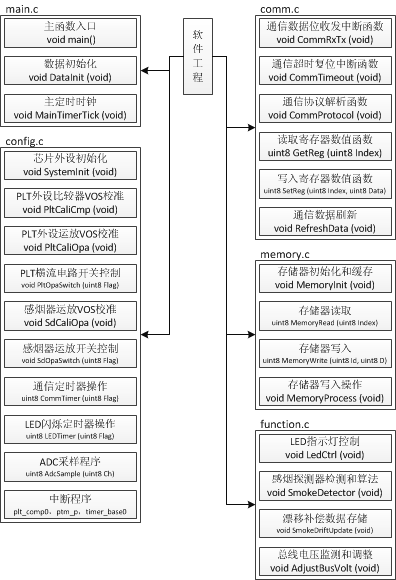 main.c
主函数入口
void main()
数据初始化
void DataInit (void)
主定时时钟
void MainTimerTick (void)
config.c
芯片外设初始化
void SystemInit (void)
PLT外设比较器VOS校准
void PltCaliCmp (void)
PLT外设运放VOS校准
void PltCaliOpa (void)
PLT横流电路开关控制
void PltOpaSwitch (uint8 Flag)
感烟器运放VOS校准
void SdCaliOpa (void)
感烟器运放开关控制
void SdOpaSwitch (uint8 Flag)
通信定时器操作
uint8 CommTimer (uint8 Flag)
LED闪烁定时器操作
uint8 LEDTimer (uint8 Flag)
ADC采样程序
uint8 AdcSample (uint8 Ch)
中断程序
plt_comp0、ptm_p、timer_base0
软件工程
comm.c
通信数据位收发中断函数
void CommRxTx (void)
通信超时复位中断函数
void CommTimeout (void)
通信协议解析函数
void CommProtocol (void)
读取寄存器数值函数
uint8 GetReg (uint8 Index)
写入寄存器数值函数
uint8 SetReg (uint8 Index, uint8 Data)
通信数据刷新
void RefreshData (void)
memory.c
存储器初始化和缓存
void MemoryInit (void)
存储器读取
uint8 MemoryRead (uint8 Index)
存储器写入
uint8 MemoryWrite (uint8 Id, uint8 D)
存储器写入操作
void MemoryProcess (void)
function.c
LED指示灯控制
void LedCtrl (void)
感烟探测器检测和算法
void SmokeDetector (void)
漂移补偿数据存储
void SmokeDriftUpdate (void)
总线电压监测和调整
void AdjustBusVolt (void)